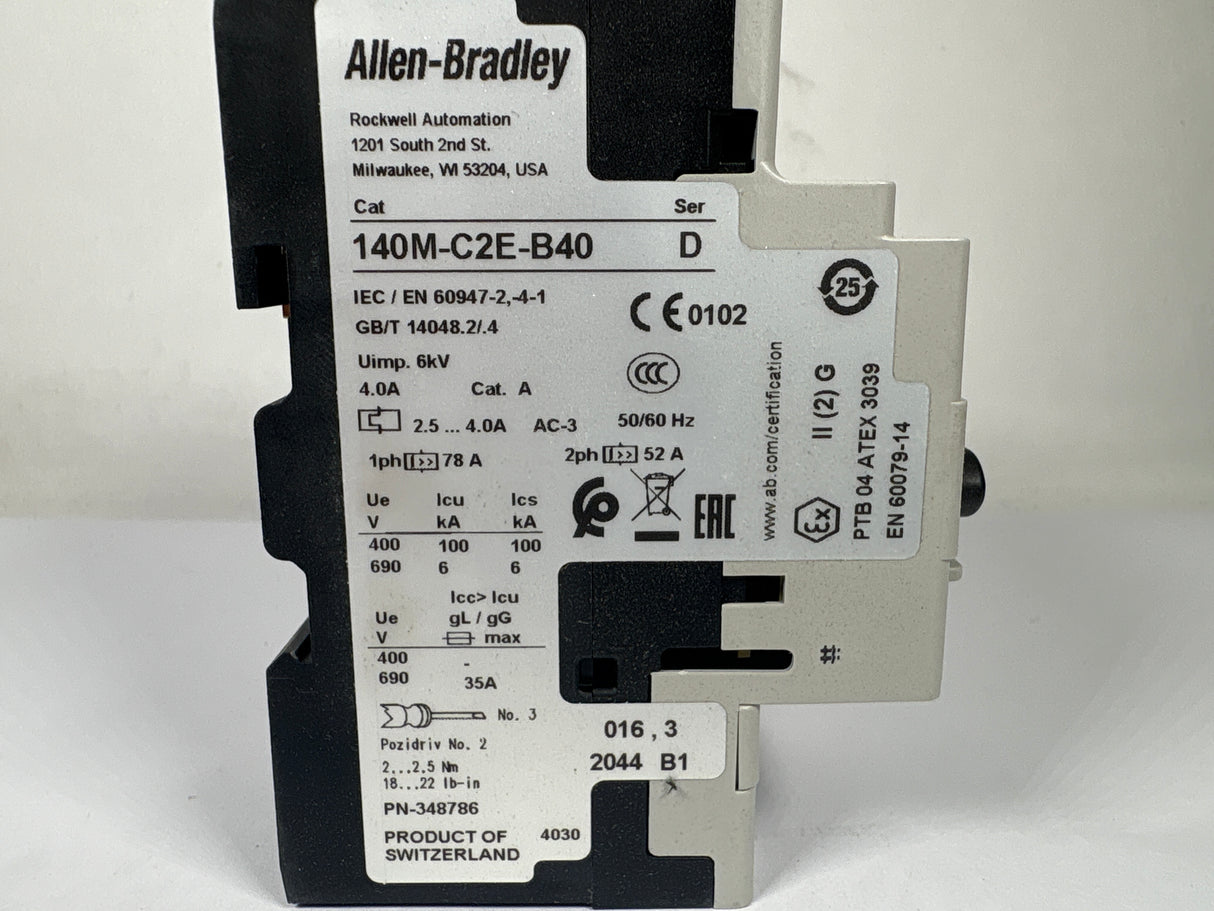 Allen-Bradley
Rockwell Automation
1201 South 2nd St.
Milwaukee, WI 53204, USA
Cat Ser
140M-C2E-B40 D
IEC / EN 60947-2,-4-1
GB/T 14048.2/.4
CE 0102
25
Uimp. 6kV
4.0A Cat. A
CCC
2.5 ... 4.0A AC-3 50/60 Hz
1ph 78 A 2ph 52 A
Ue Icu Ics
V kA kA
400 100 100
690 6 6
EAC
www.ab.com/certification
II (2) G
Ex
PTB 04 ATEX 3039
EN 60079-14
Icc> Icu
Ue gL / gG
V max
400 -
690 35A
No. 3
Pozidriv No. 2
2...2,5 Nm
18...22 lb-in
PN-348786
PRODUCT OF 4030
SWITZERLAND
016 , 3
2044 B1